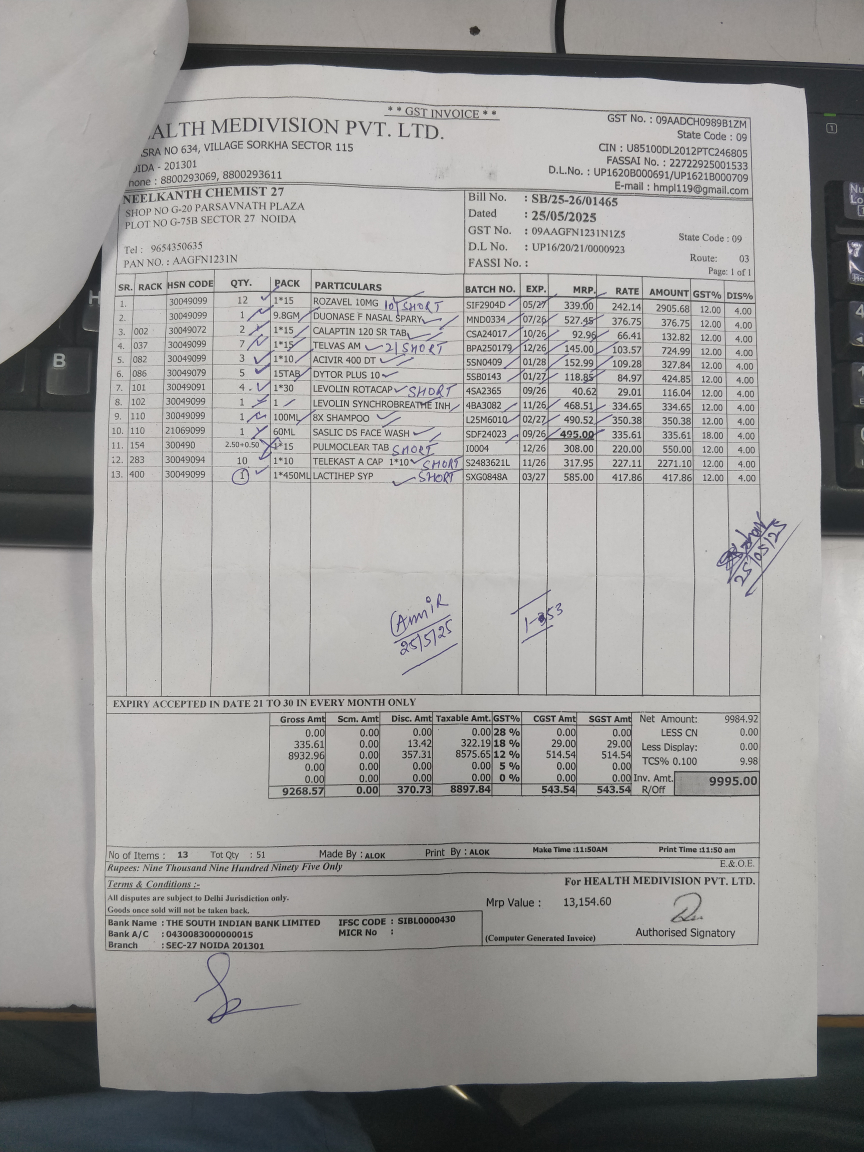 * * GST INVOICE * *
EALTH MEDIVISION PVT. LTD.
SRA NO 634, VILLAGE SORKHA SECTOR 115
IDA - 201301
hone : 8800293069, 8800293611
GST No. : 09AADCH0989B1ZM
State Code : 09
CIN : U85100DL2012PTC246805
FASSAI No. : 22722925001533
D.L.No. : UP1620B000691/UP1621B000709
E-mail : hmpl119@gmail.com
NEELKANTH CHEMIST 27
SHOP NO G-20 PARSAVNATH PLAZA
PLOT NO G-75B SECTOR 27 NOIDA
Tel : 9654350635
PAN NO. : AAGFN1231N
Bill No. : SB/25-26/01465
Dated : 25/05/2025
GST No. : 09AAGFN1231N1Z5 State Code : 09
D.L No. : UP16/20/21/0000923
FASSI No. : Route: 03
Page: 1 of 1
SR. RACK HSN CODE QTY. PACK PARTICULARS BATCH NO. EXP. MRP. RATE AMOUNT GST% DIS%
1. 30049099 12 1*15 ROZAVEL 10MG 10 SHORT SIF2904D 05/27 339.00 242.14 2905.68 12.00 4.00
2. 30049099 1 9.8GM DUONASE F NASAL SPARY MND0334 07/26 527.45 376.75 376.75 12.00 4.00
3. 002 30049072 2 1*15 CALAPTIN 120 SR TAB CSA24017 10/26 92.96 66.41 132.82 12.00 4.00
4. 037 30049099 7 1*15 TELVAS AM 2 SHORT BPA250179 12/26 145.00 103.57 724.99 12.00 4.00
5. 082 30049099 3 1*10 ACIVIR 400 DT 5SN0409 01/28 152.99 109.28 327.84 12.00 4.00
6. 086 30049079 5 15TAB DYTOR PLUS 10 5SB0143 01/27 118.85 84.97 424.85 12.00 4.00
7. 101 30049091 4 1*30 LEVOLIN ROTACAP SHORT 4SA2365 09/26 40.62 29.01 116.04 12.00 4.00
8. 102 30049099 1 1 LEVOLIN SYNCHROBREATHE INH 4BA3082 11/26 468.51 334.65 334.65 12.00 4.00
9. 110 30049099 1 100ML 8X SHAMPOO L25M601Q 02/27 490.52 350.38 350.38 12.00 4.00
10. 110 21069099 1 60ML SASLIC DS FACE WASH SDF24023 09/26 495.00 335.61 335.61 18.00 4.00
11. 154 300490 2.50+0.50 1*15 PULMOCLEAR TAB SHORT I0004 12/26 308.00 220.00 550.00 12.00 4.00
12. 283 30049094 10 1*10 TELEKAST A CAP 1*10 SHORT S2483621L 11/26 317.95 227.11 2271.10 12.00 4.00
13. 400 30049099 1 1*450ML LACTIHEP SYP SHORT SXG0848A 03/27 585.00 417.86 417.86 12.00 4.00
25/05/25
Amir
25/5/25
EXPIRY ACCEPTED IN DATE 21 TO 30 IN EVERY MONTH ONLY
Gross Amt Scm. Amt Disc. Amt Taxable Amt. GST% CGST Amt SGST Amt
0.00 0.00 0.00 0.00 28 % 0.00 0.00
335.61 0.00 13.42 322.19 18 % 29.00 29.00
8932.96 0.00 357.31 8575.65 12 % 514.54 514.54
0.00 0.00 0.00 0.00 5 % 0.00 0.00
0.00 0.00 0.00 0.00 0 % 0.00 0.00
9268.57 0.00 370.73 8897.84 543.54 543.54
Net Amount: 9984.92
LESS CN 0.00
Less Display: 0.00
TCS% 0.100 9.98
Inv. Amt. 9995.00
R/Off
No of Items : 13 Tot Qty : 51 Made By : ALOK Print By : ALOK Make Time :11:50AM Print Time :11:50 am
Rupees: Nine Thousand Nine Hundred Ninety Five Only E.& O.E.
Terms & Conditions :-
All disputes are subject to Delhi Jurisdiction only.
Goods once sold will not be taken back.
Bank Name : THE SOUTH INDIAN BANK LIMITED IFSC CODE : SIBL0000430
Bank A/C : 0430083000000015 MICR No :
Branch : SEC-27 NOIDA 201301
For HEALTH MEDIVISION PVT. LTD.
Mrp Value : 13,154.60
(Computer Generated Invoice)
Authorised Signatory